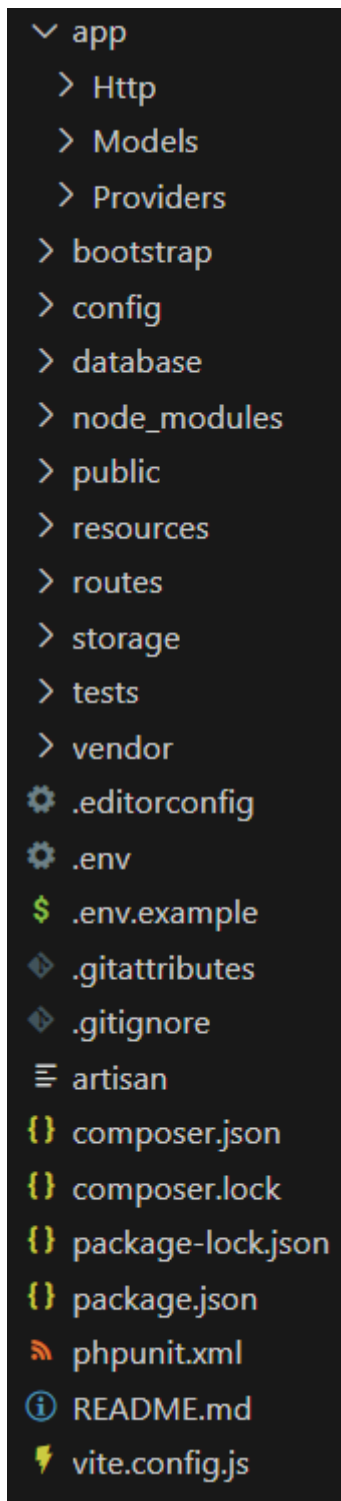 app
Http
Models
Providers
bootstrap
config
database
node_modules
public
resources
routes
storage
tests
vendor
.editorconfig
.env
.env.example
.gitattributes
.gitignore
artisan
composer.json
composer.lock
package-lock.json
package.json
phpunit.xml
README.md
vite.config.js